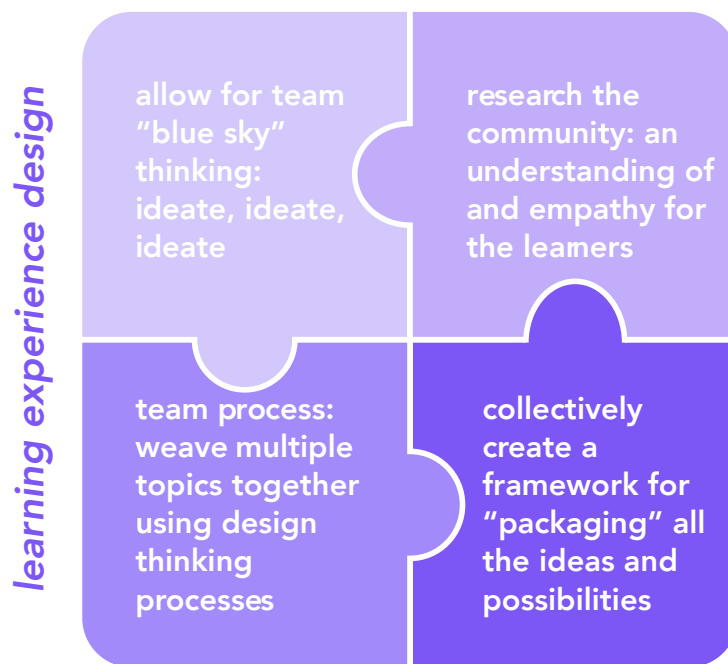 learning experience design
allow for team
“blue sky”
thinking:
ideate, ideate,
ideate
research the
community: an
understanding of
and empathy for
the learners
team process:
weave multiple
topics together
using design
thinking
processes
collectively
create a
framework for
“packaging” all
the ideas and
possibilities